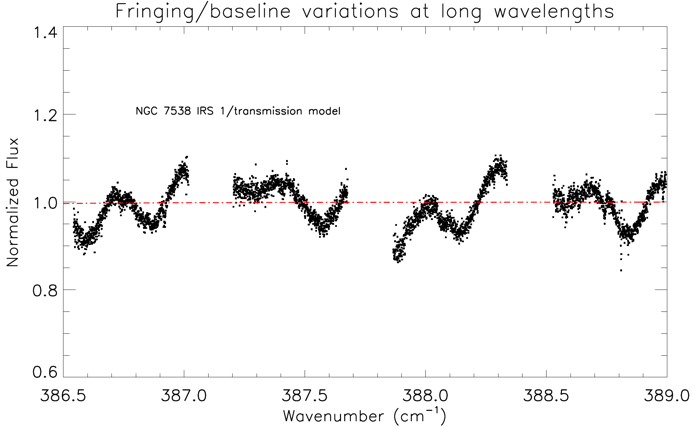 Fringing/baseline variations at long wavelengths
1.4
NGC 7538 IRS 1/transmission model
1.2
1.0
0.8
0.6
Normalized Flux
386.5 387.0 387.5 388.0 388.5 389.0
Wavenumber (cm⁻¹)